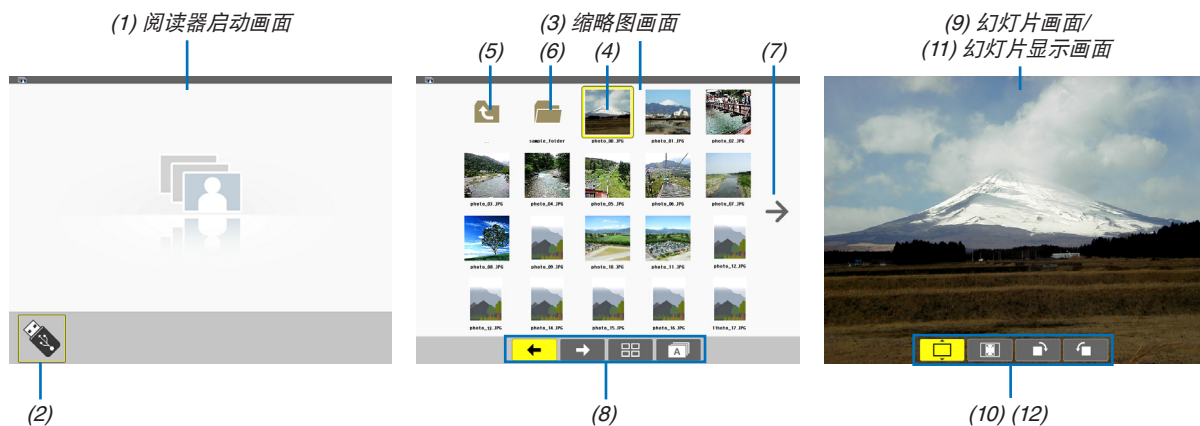 (1) 阅读器启动画面
(3) 缩略图画面
(9) 幻灯片画面/
(11) 幻灯片显示画面
(5) (6) (4) (7)
sample_folder photo_00.JPG photo_01.JPG photo_02.JPG
photo_03.JPG photo_04.JPG photo_05.JPG photo_06.JPG photo_07.JPG
photo_08.JPG photo_09.JPG photo_10.JPG photo_11.JPG photo_12.JPG
photo_13.JPG photo_14.JPG photo_15.JPG photo_16.JPG photo_17.JPG
A
(2)
(8)
(10) (12)